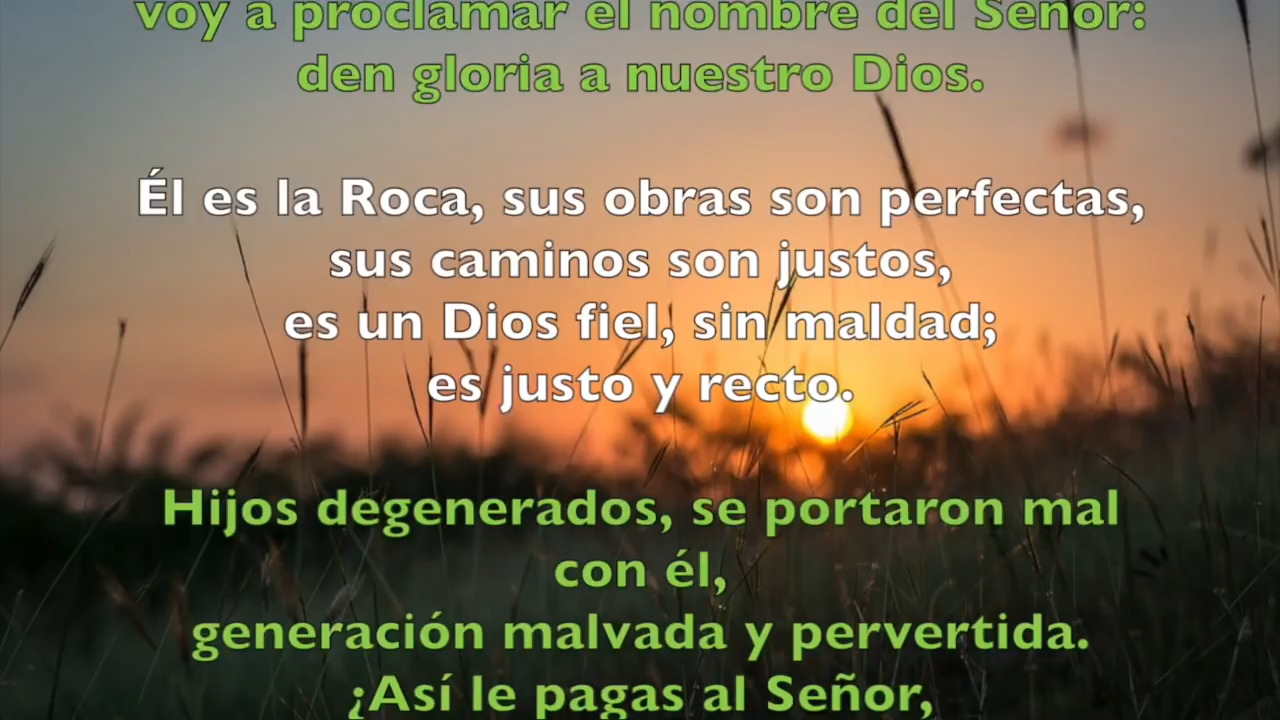 voy a proclamar el nombre del Señor:
den gloria a nuestro Dios.
Él es la Roca, sus obras son perfectas,
sus caminos son justos,
es un Dios fiel, sin maldad;
es justo y recto.
Hijos degenerados, se portaron mal
con él,
generación malvada y pervertida.
¿Así le pagas al Señor,